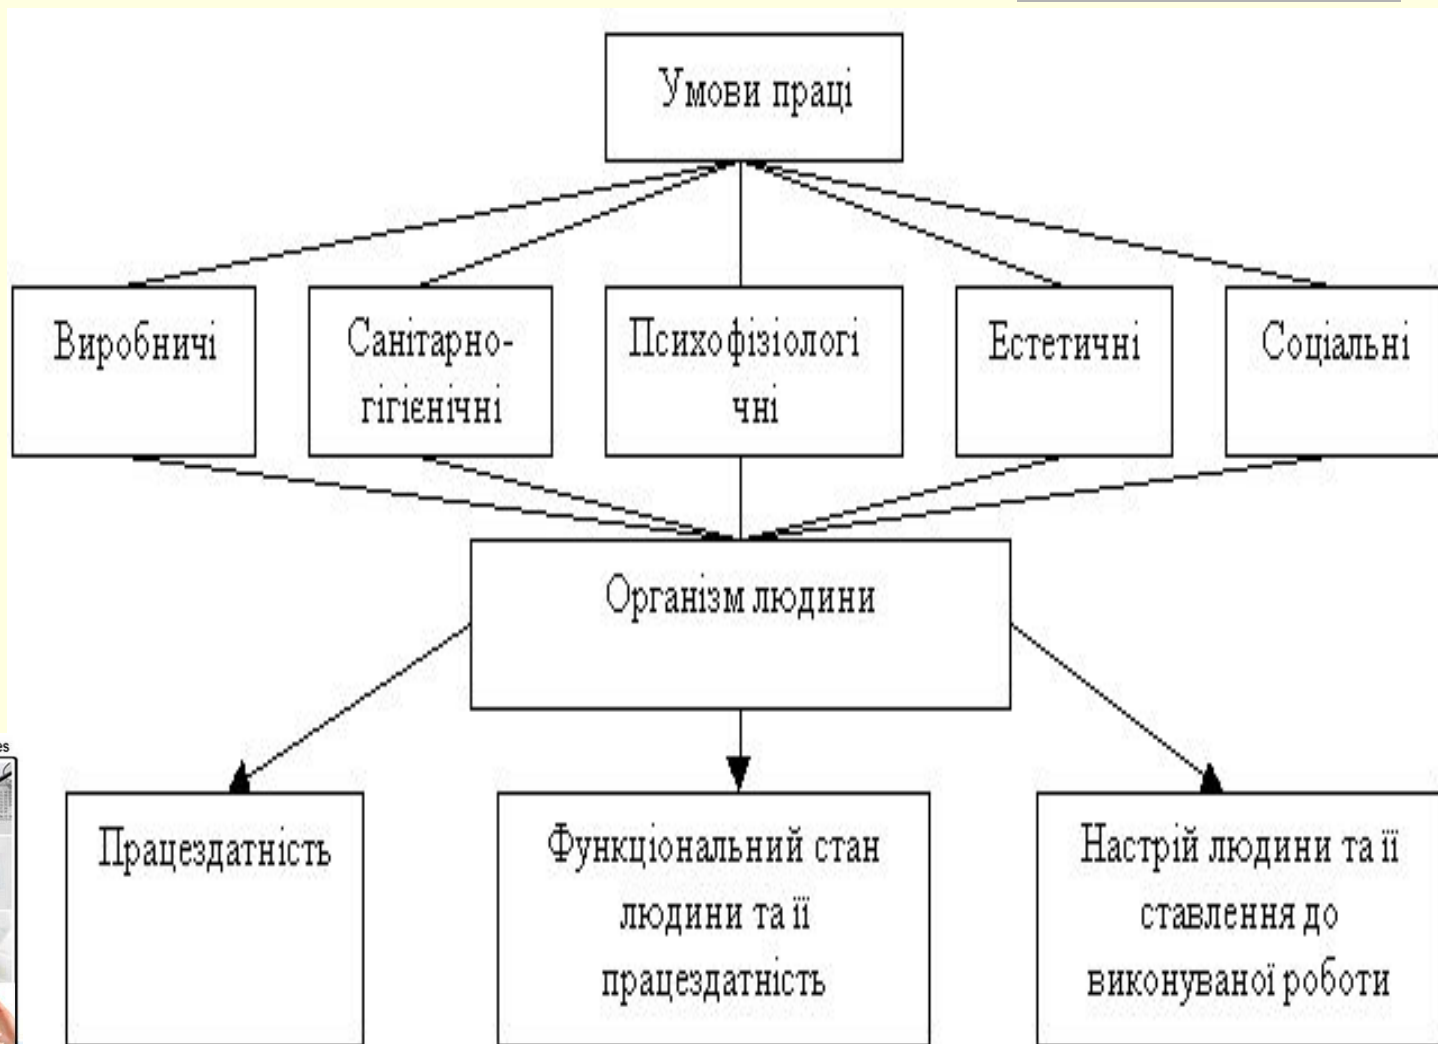 Умови праці
Виробничі
Санітарно-
гігієнічні
Психофізіологі
чні
Естетичні
Соціальні
Організм людини
Працездатність
Функціональний стан
людини та її
працездатність
Настрій людини та її
ставлення до
виконуваної роботи